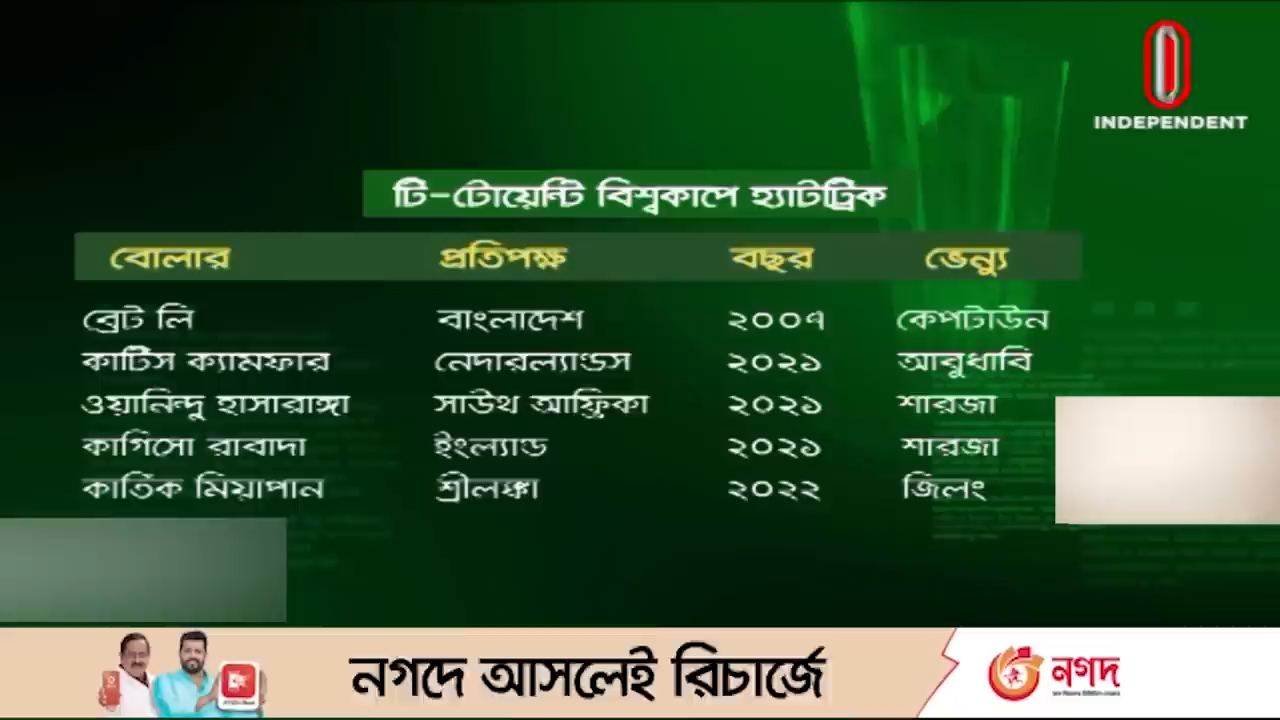 INDEPENDENT
টি-টোয়েন্টি বিশ্বকাপে হ্যাটট্রিক
বোলার প্রতিপক্ষ বছর ভেন্যু
ব্রেট লি বাংলাদেশ ২০০৭ কেপটাউন
কার্টিস ক্যামফার নেদারল্যান্ডস ২০২১ আবুধাবি
ওয়ানিন্দু হাসারাঙ্গা সাউথ আফ্রিকা ২০২১ শারজা
কাগিসো রাবাদা ইংল্যান্ড ২০২১ শারজা
কার্তিক মিয়াপান শ্রীলঙ্কা ২০২২ জিলং
নগদে আসলেই রিচার্জে
নগদ